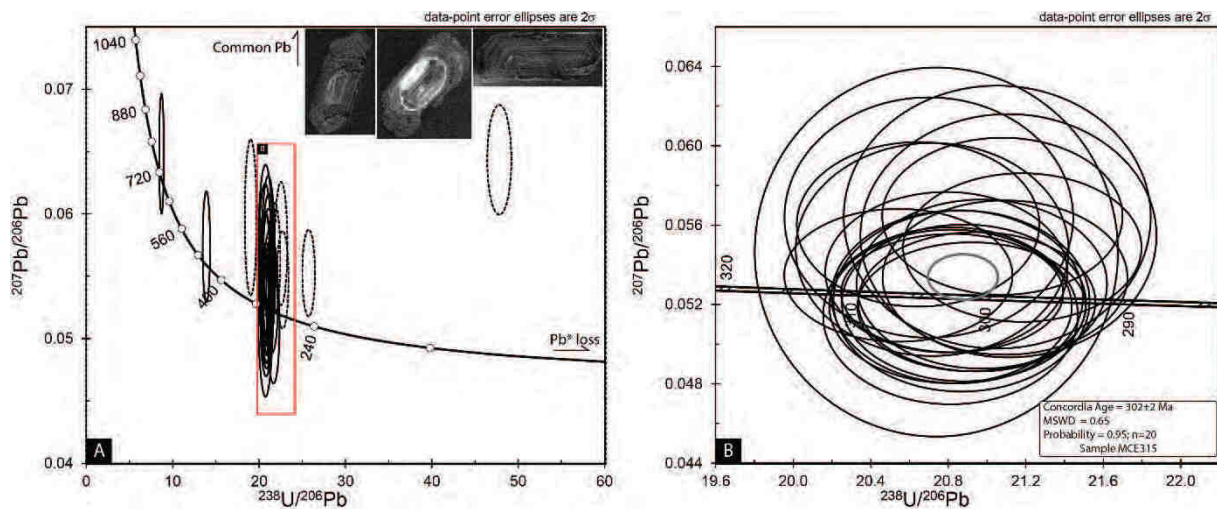 data-point error ellipses are 2σ
Common Pb
1040
880
720
560
400
240
Pb* loss
0.07
0.06
0.05
0.04
²⁰⁷Pb/²⁰⁶Pb
0 10 20 30 40 50 60
²³⁸U/²⁰⁶Pb
A
data-point error ellipses are 2σ
0.064
0.060
0.056
0.052
0.048
0.044
²⁰⁷Pb/²⁰⁶Pb
320
300
290
Concordia Age = 302±2 Ma
MSWD = 0.65
Probability = 0.95; n=20
Sample MCE315
B
19.6 20.0 20.4 20.8 21.2 21.6 22.0
²³⁸U/²⁰⁶Pb